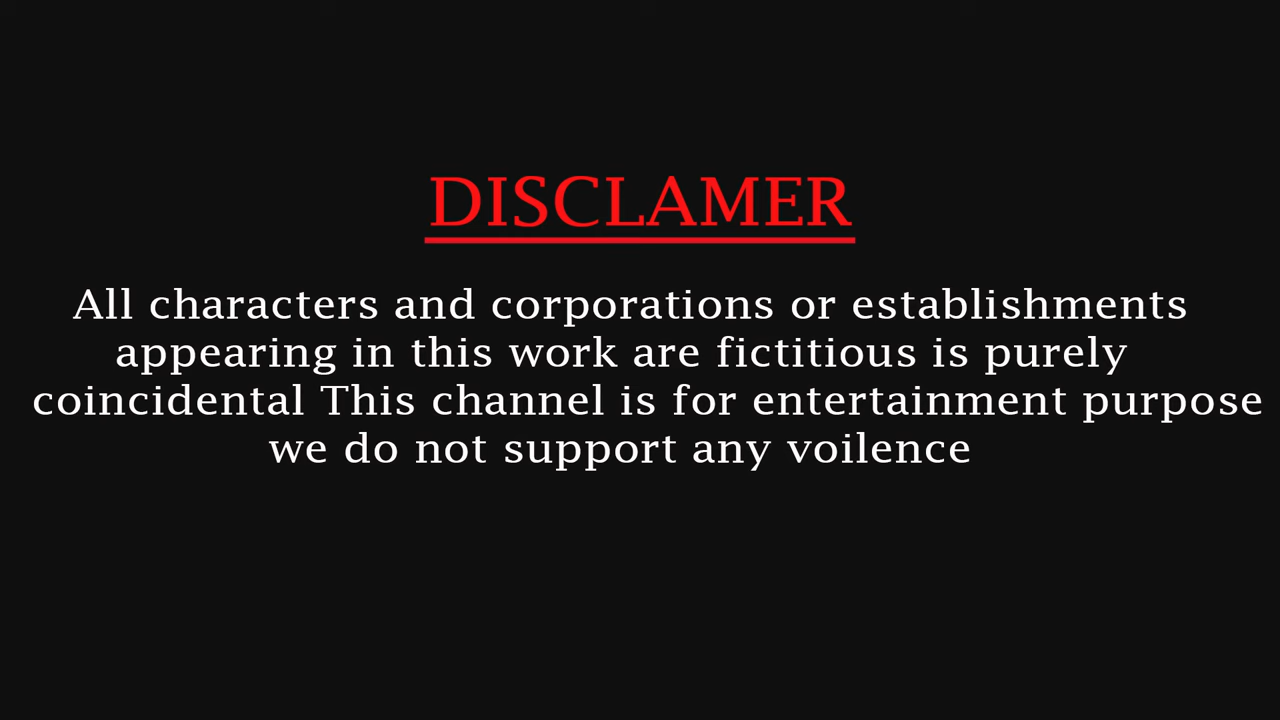 DISCLAMER
All characters and corporations or establishments
appearing in this work are fictitious is purely
coincidental This channel is for entertainment purpose
we do not support any voilence